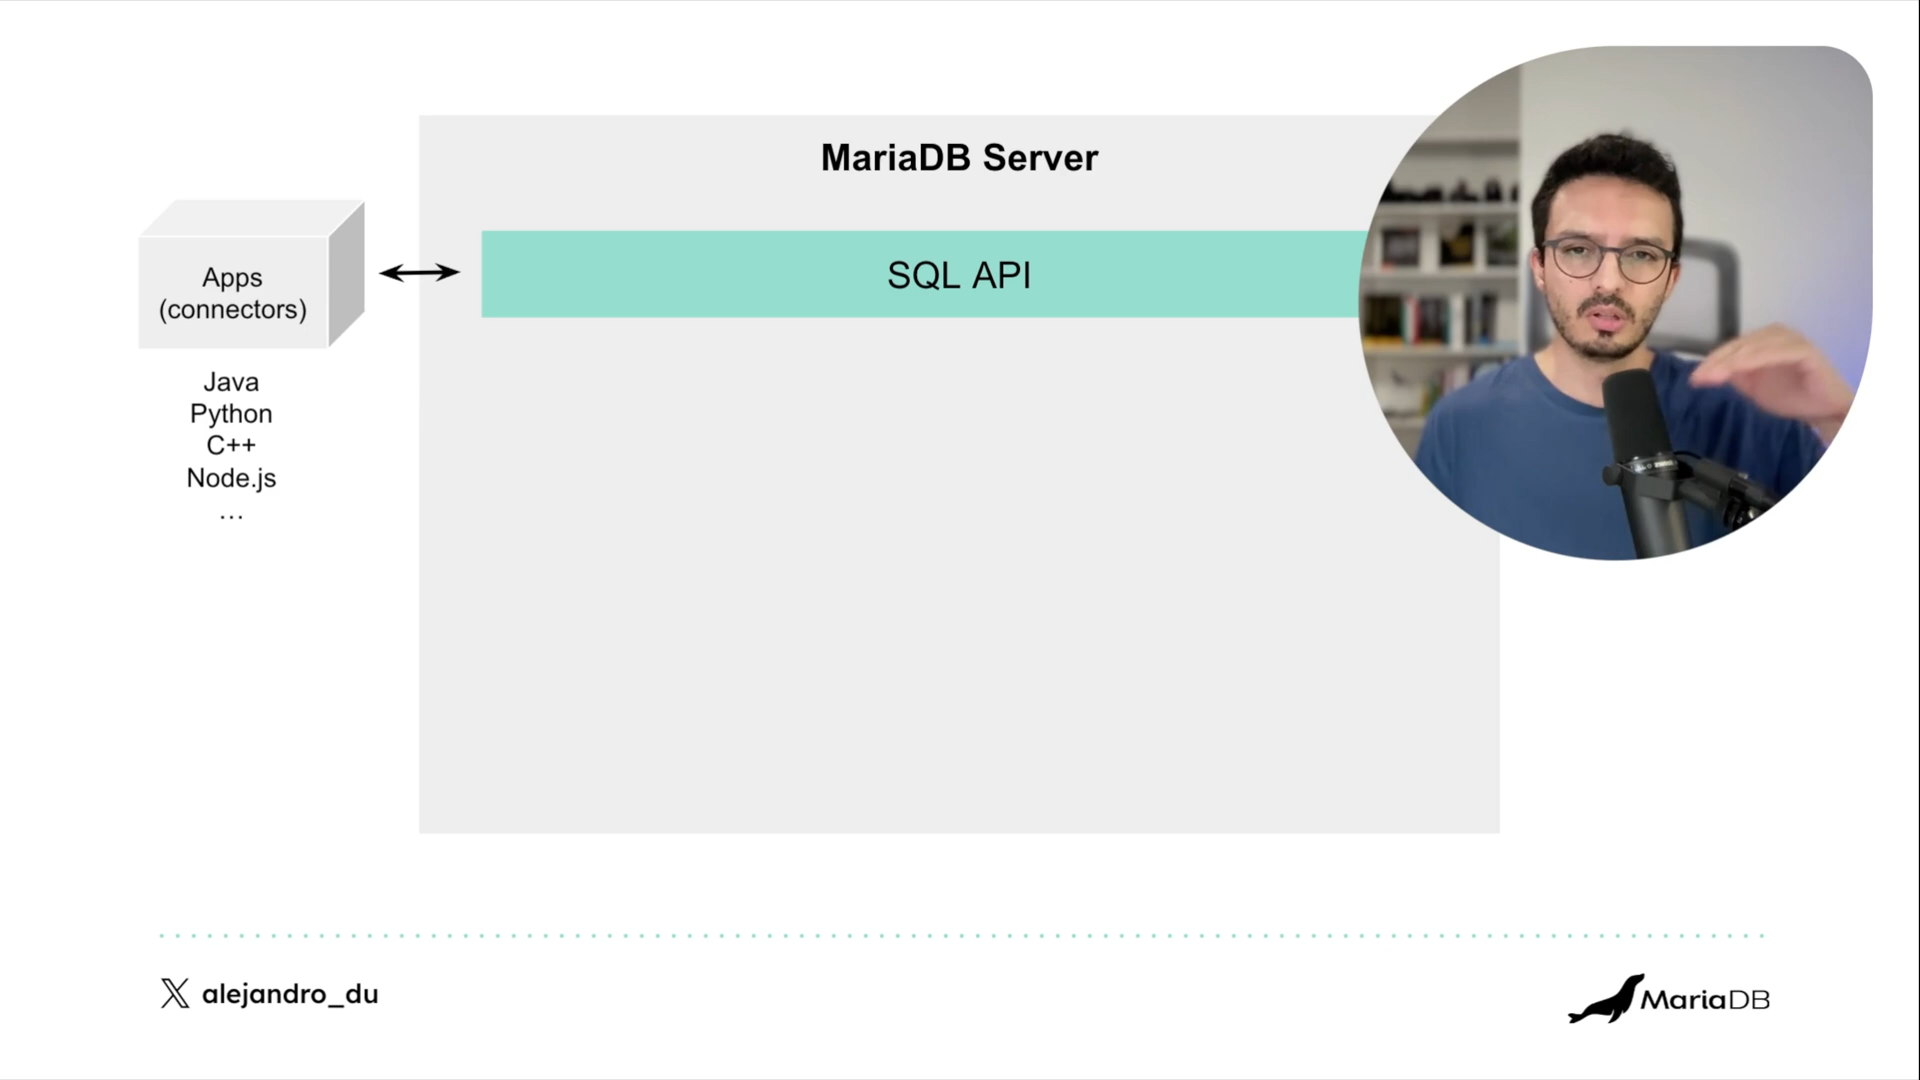 MariaDB Server
SQL API
Apps
(connectors)
Java
Python
C++
Node.js
…
alejandro_du
MariaDB